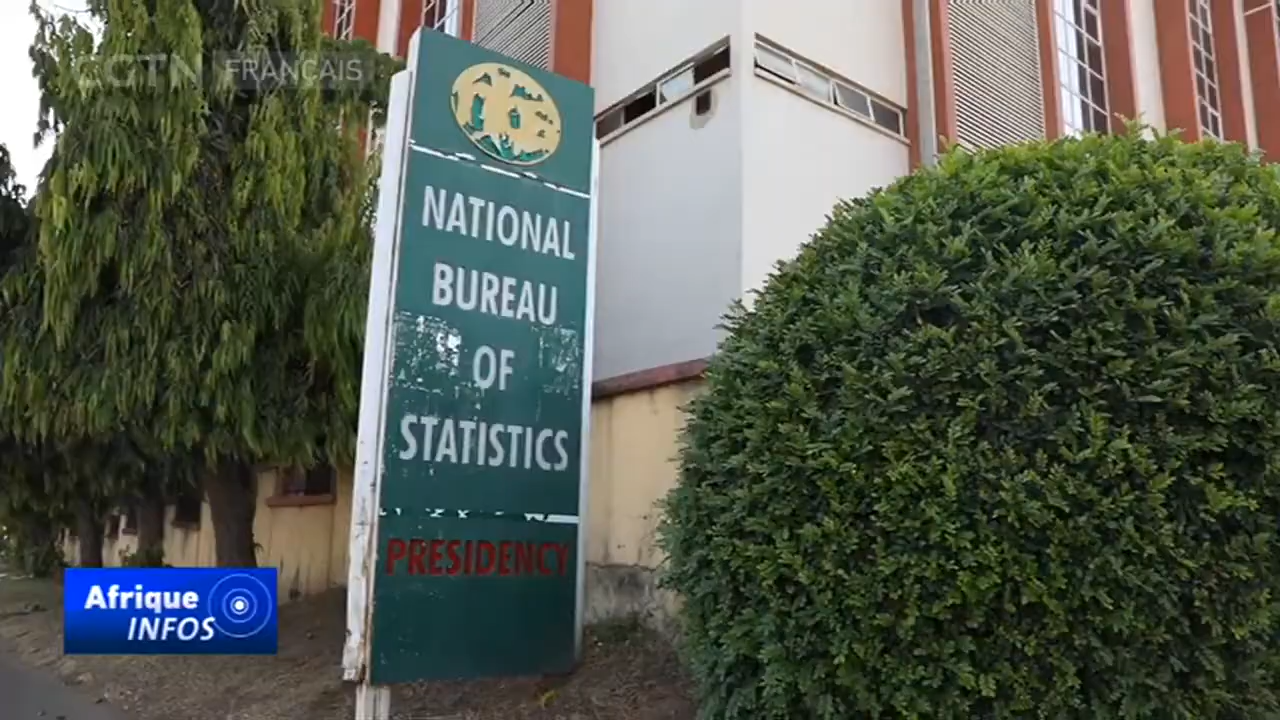 CGTN FRANÇAIS
NATIONAL
BUREAU
OF
STATISTICS
PRESIDENCY
Afrique
INFOS